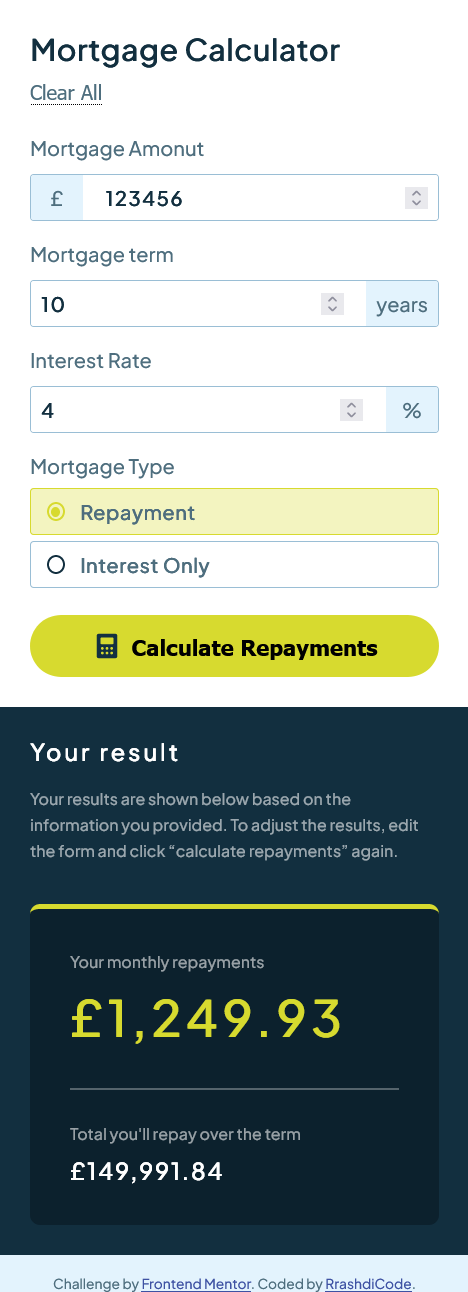 Mortgage Calculator
Clear All
Mortgage Amonut
£ 123456
Mortgage term
10 years
Interest Rate
4 %
Mortgage Type
Repayment
Interest Only
Calculate Repayments
Your result
Your results are shown below based on the
information you provided. To adjust the results, edit
the form and click “calculate repayments” again.
Your monthly repayments
£1,249.93
Total you'll repay over the term
£149,991.84
Challenge by Frontend Mentor. Coded by RrashdiCode.